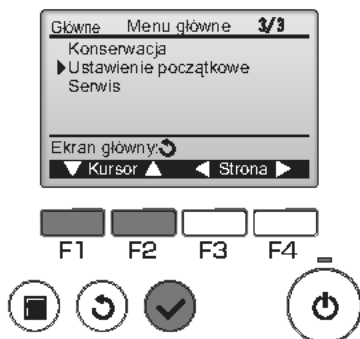 Główne Menu główne 3/3
Konserwacja
Ustawienie początkowe
Serwis
Ekran główny:
Kursor Strona
F1 F2 F3 F4